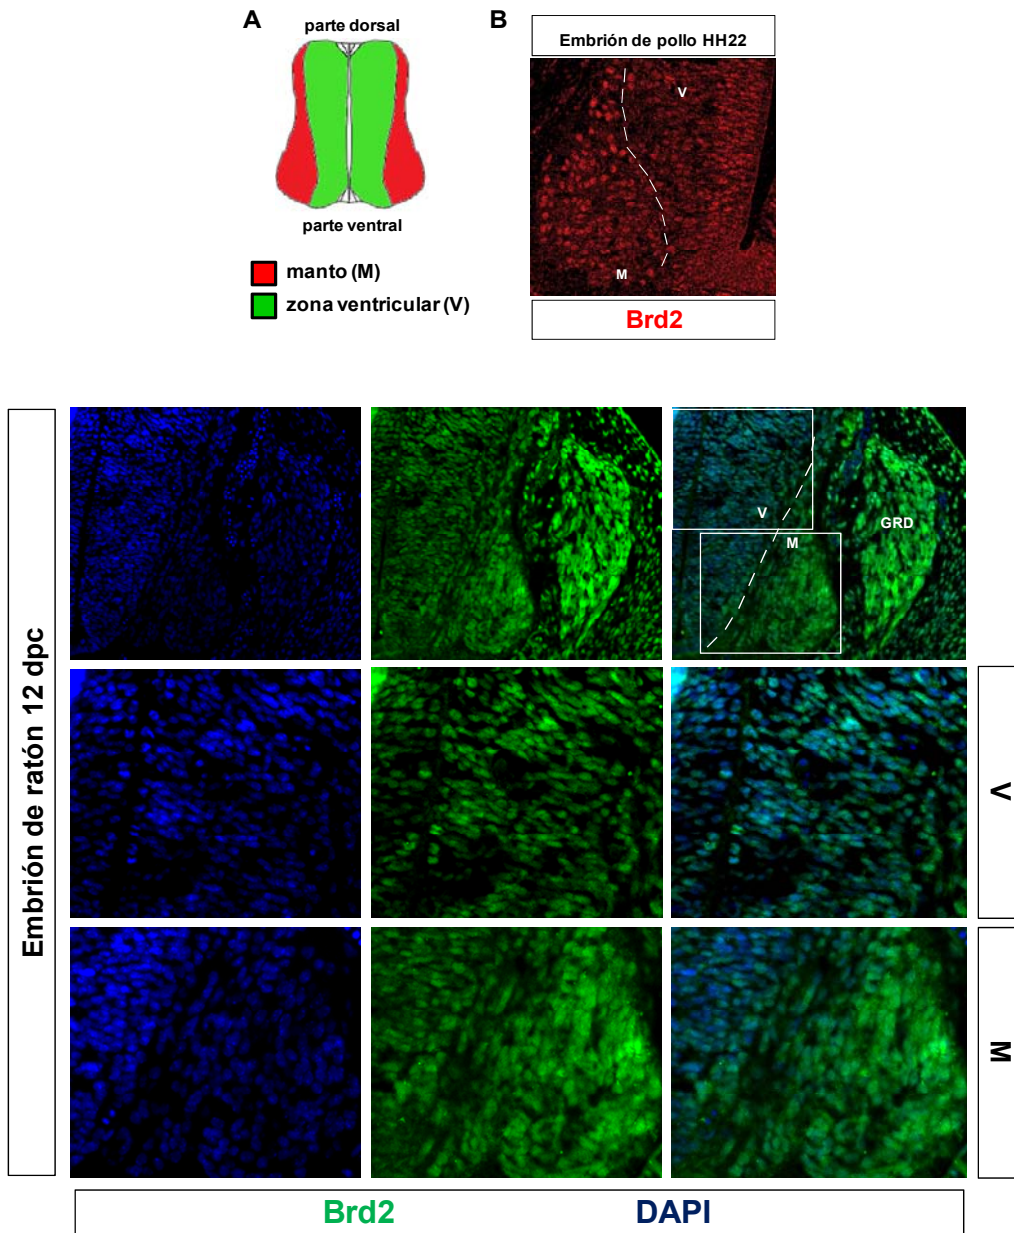 A
parte dorsal
parte ventral
manto (M)
zona ventricular (V)
B
Embrión de pollo HH22
V
M
Brd2
Embrión de ratón 12 dpc
V
M
GRD
V
M
Brd2 DAPI